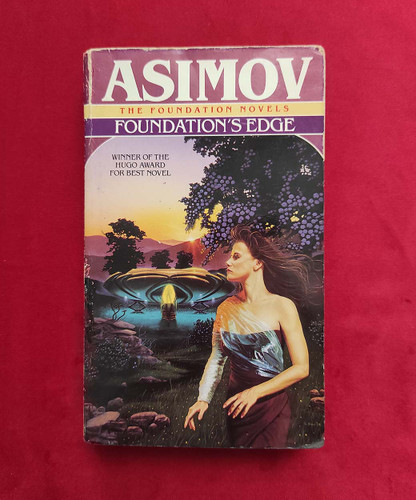 ASIMOV
THE FOUNDATION NOVELS
FOUNDATION'S EDGE
WINNER OF THE
HUGO AWARD
FOR BEST NOVEL